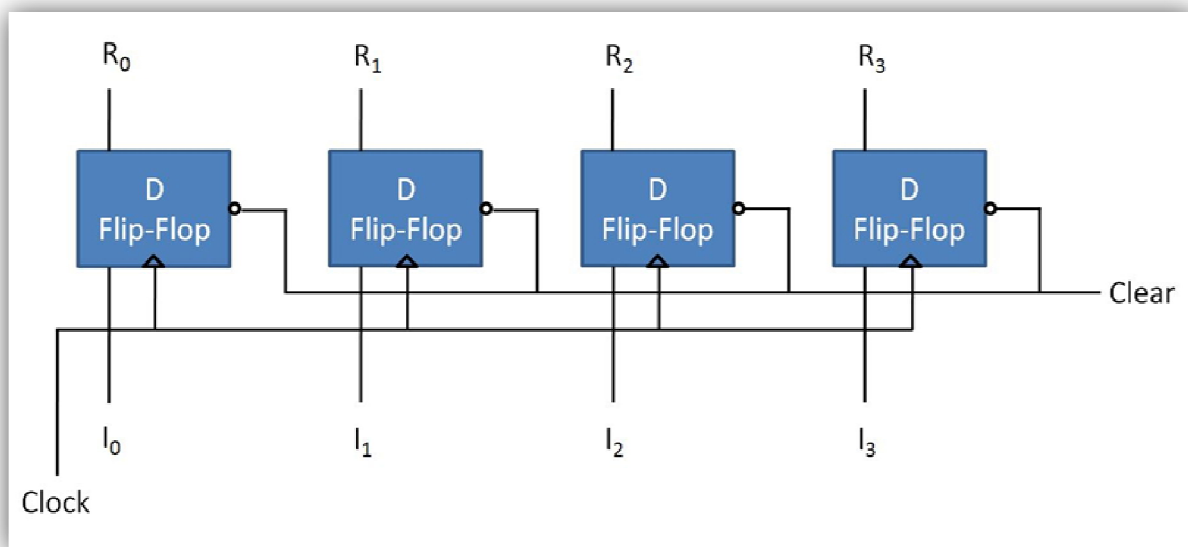 R₀ R₁ R₂ R₃
D D D D
Flip-Flop Flip-Flop Flip-Flop Flip-Flop
Clear
I₀ I₁ I₂ I₃
Clock